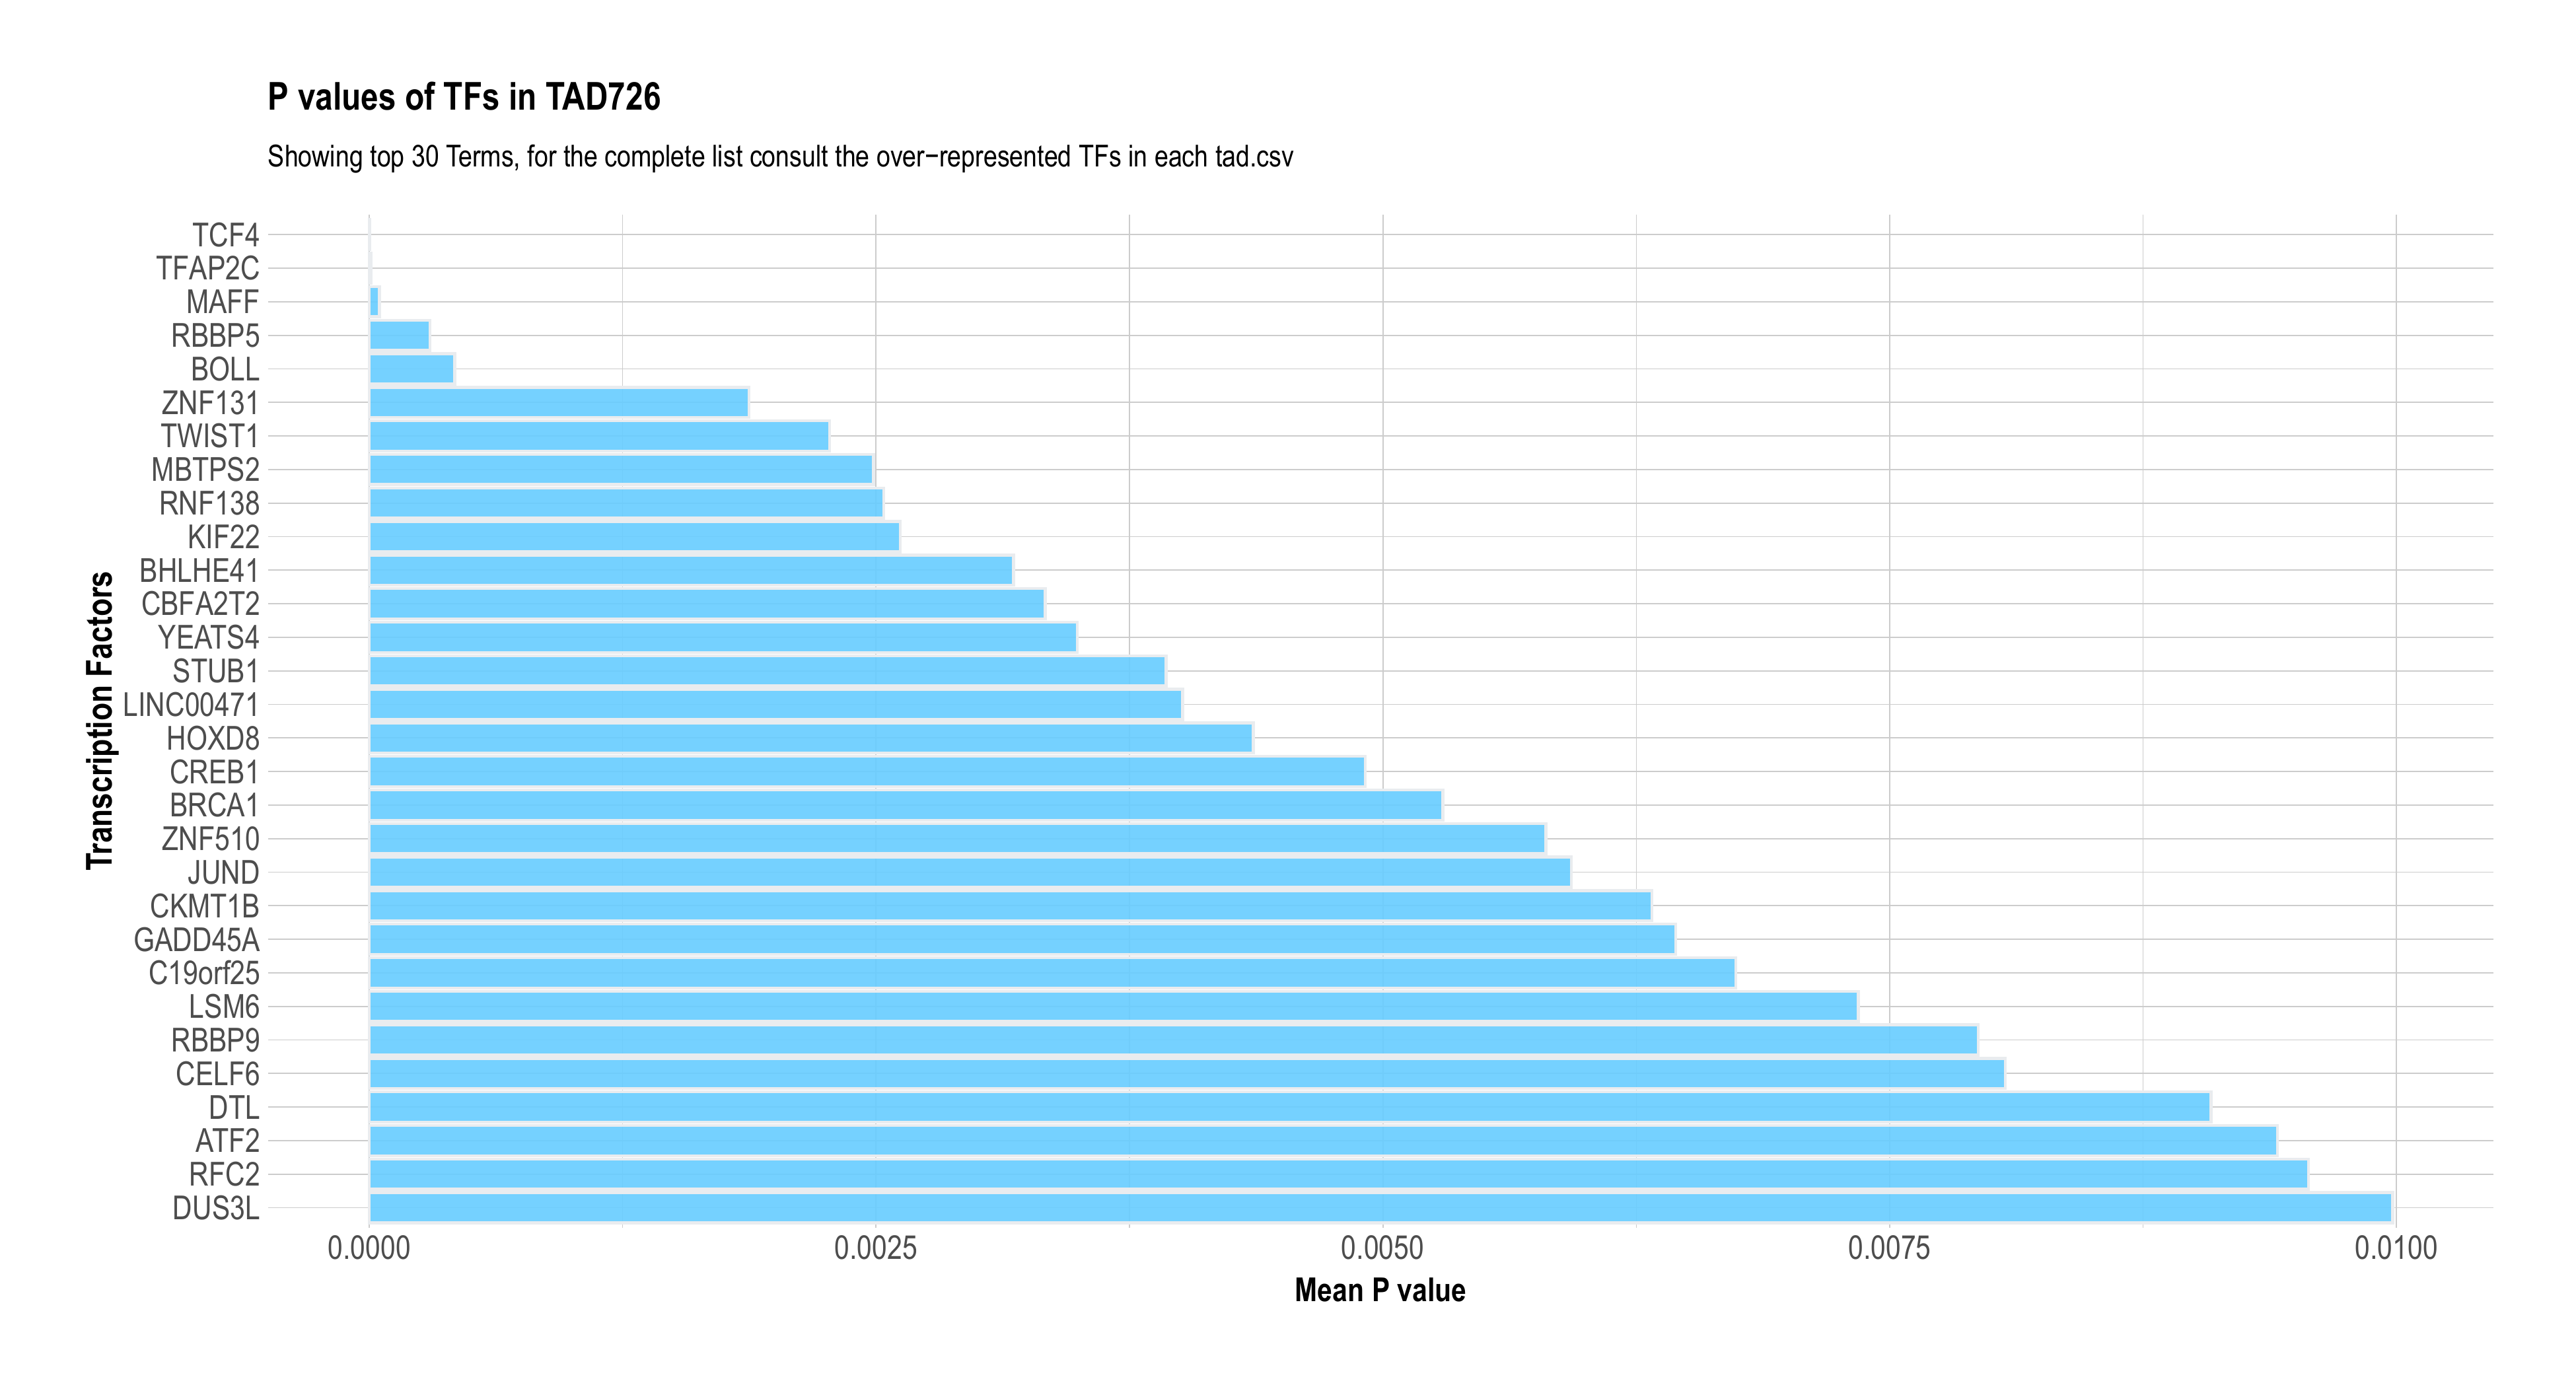 P values of TFs in TAD726
Showing top 30 Terms, for the complete list consult the over−represented TFs in each tad.csv
Transcription Factors
TCF4
TFAP2C
MAFF
RBBP5
BOLL
ZNF131
TWIST1
MBTPS2
RNF138
KIF22
BHLHE41
CBFA2T2
YEATS4
STUB1
LINC00471
HOXD8
CREB1
BRCA1
ZNF510
JUND
CKMT1B
GADD45A
C19orf25
LSM6
RBBP9
CELF6
DTL
ATF2
RFC2
DUS3L
0.0000 0.0025 0.0050 0.0075 0.0100
Mean P value